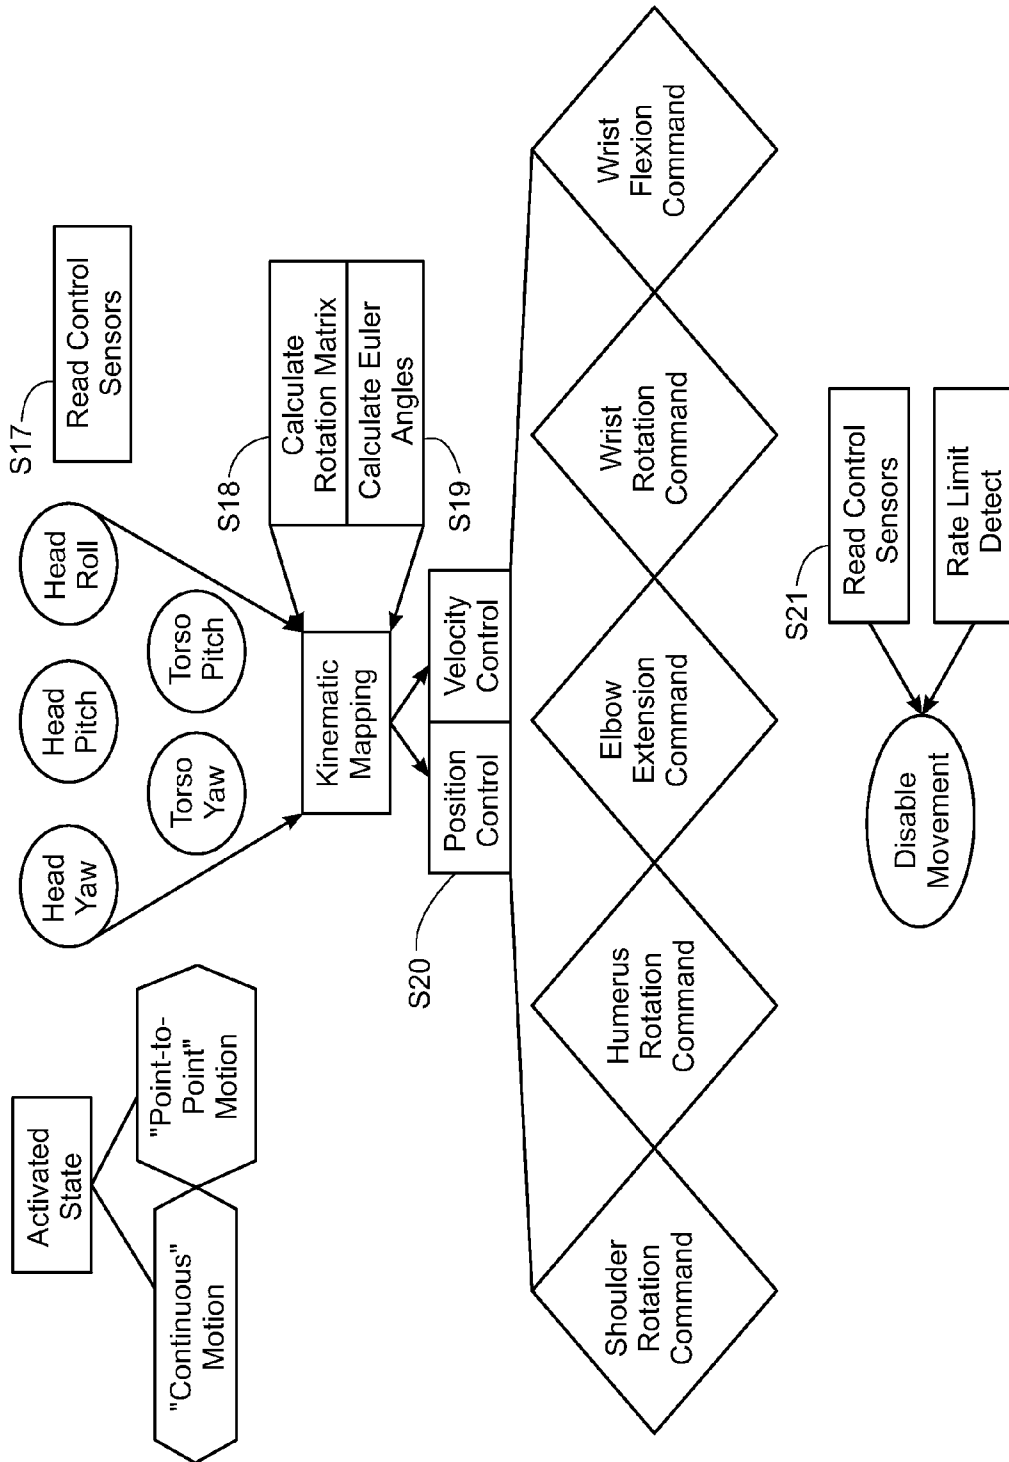 Activated
State
"Continuous"
Motion
"Point-to-
Point"
Motion
Head
Yaw
Head
Pitch
Head
Roll
Torso
Yaw
Torso
Pitch
S17
Read Control
Sensors
Kinematic
Mapping
S18
Calculate
Rotation Matrix
Calculate Euler
Angles
S19
S20
Position
Control
Velocity
Control
Shoulder
Rotation
Command
Humerus
Rotation
Command
Elbow
Extension
Command
Wrist
Rotation
Command
Wrist
Flexion
Command
Disable
Movement
S21
Read Control
Sensors
Rate Limit
Detect